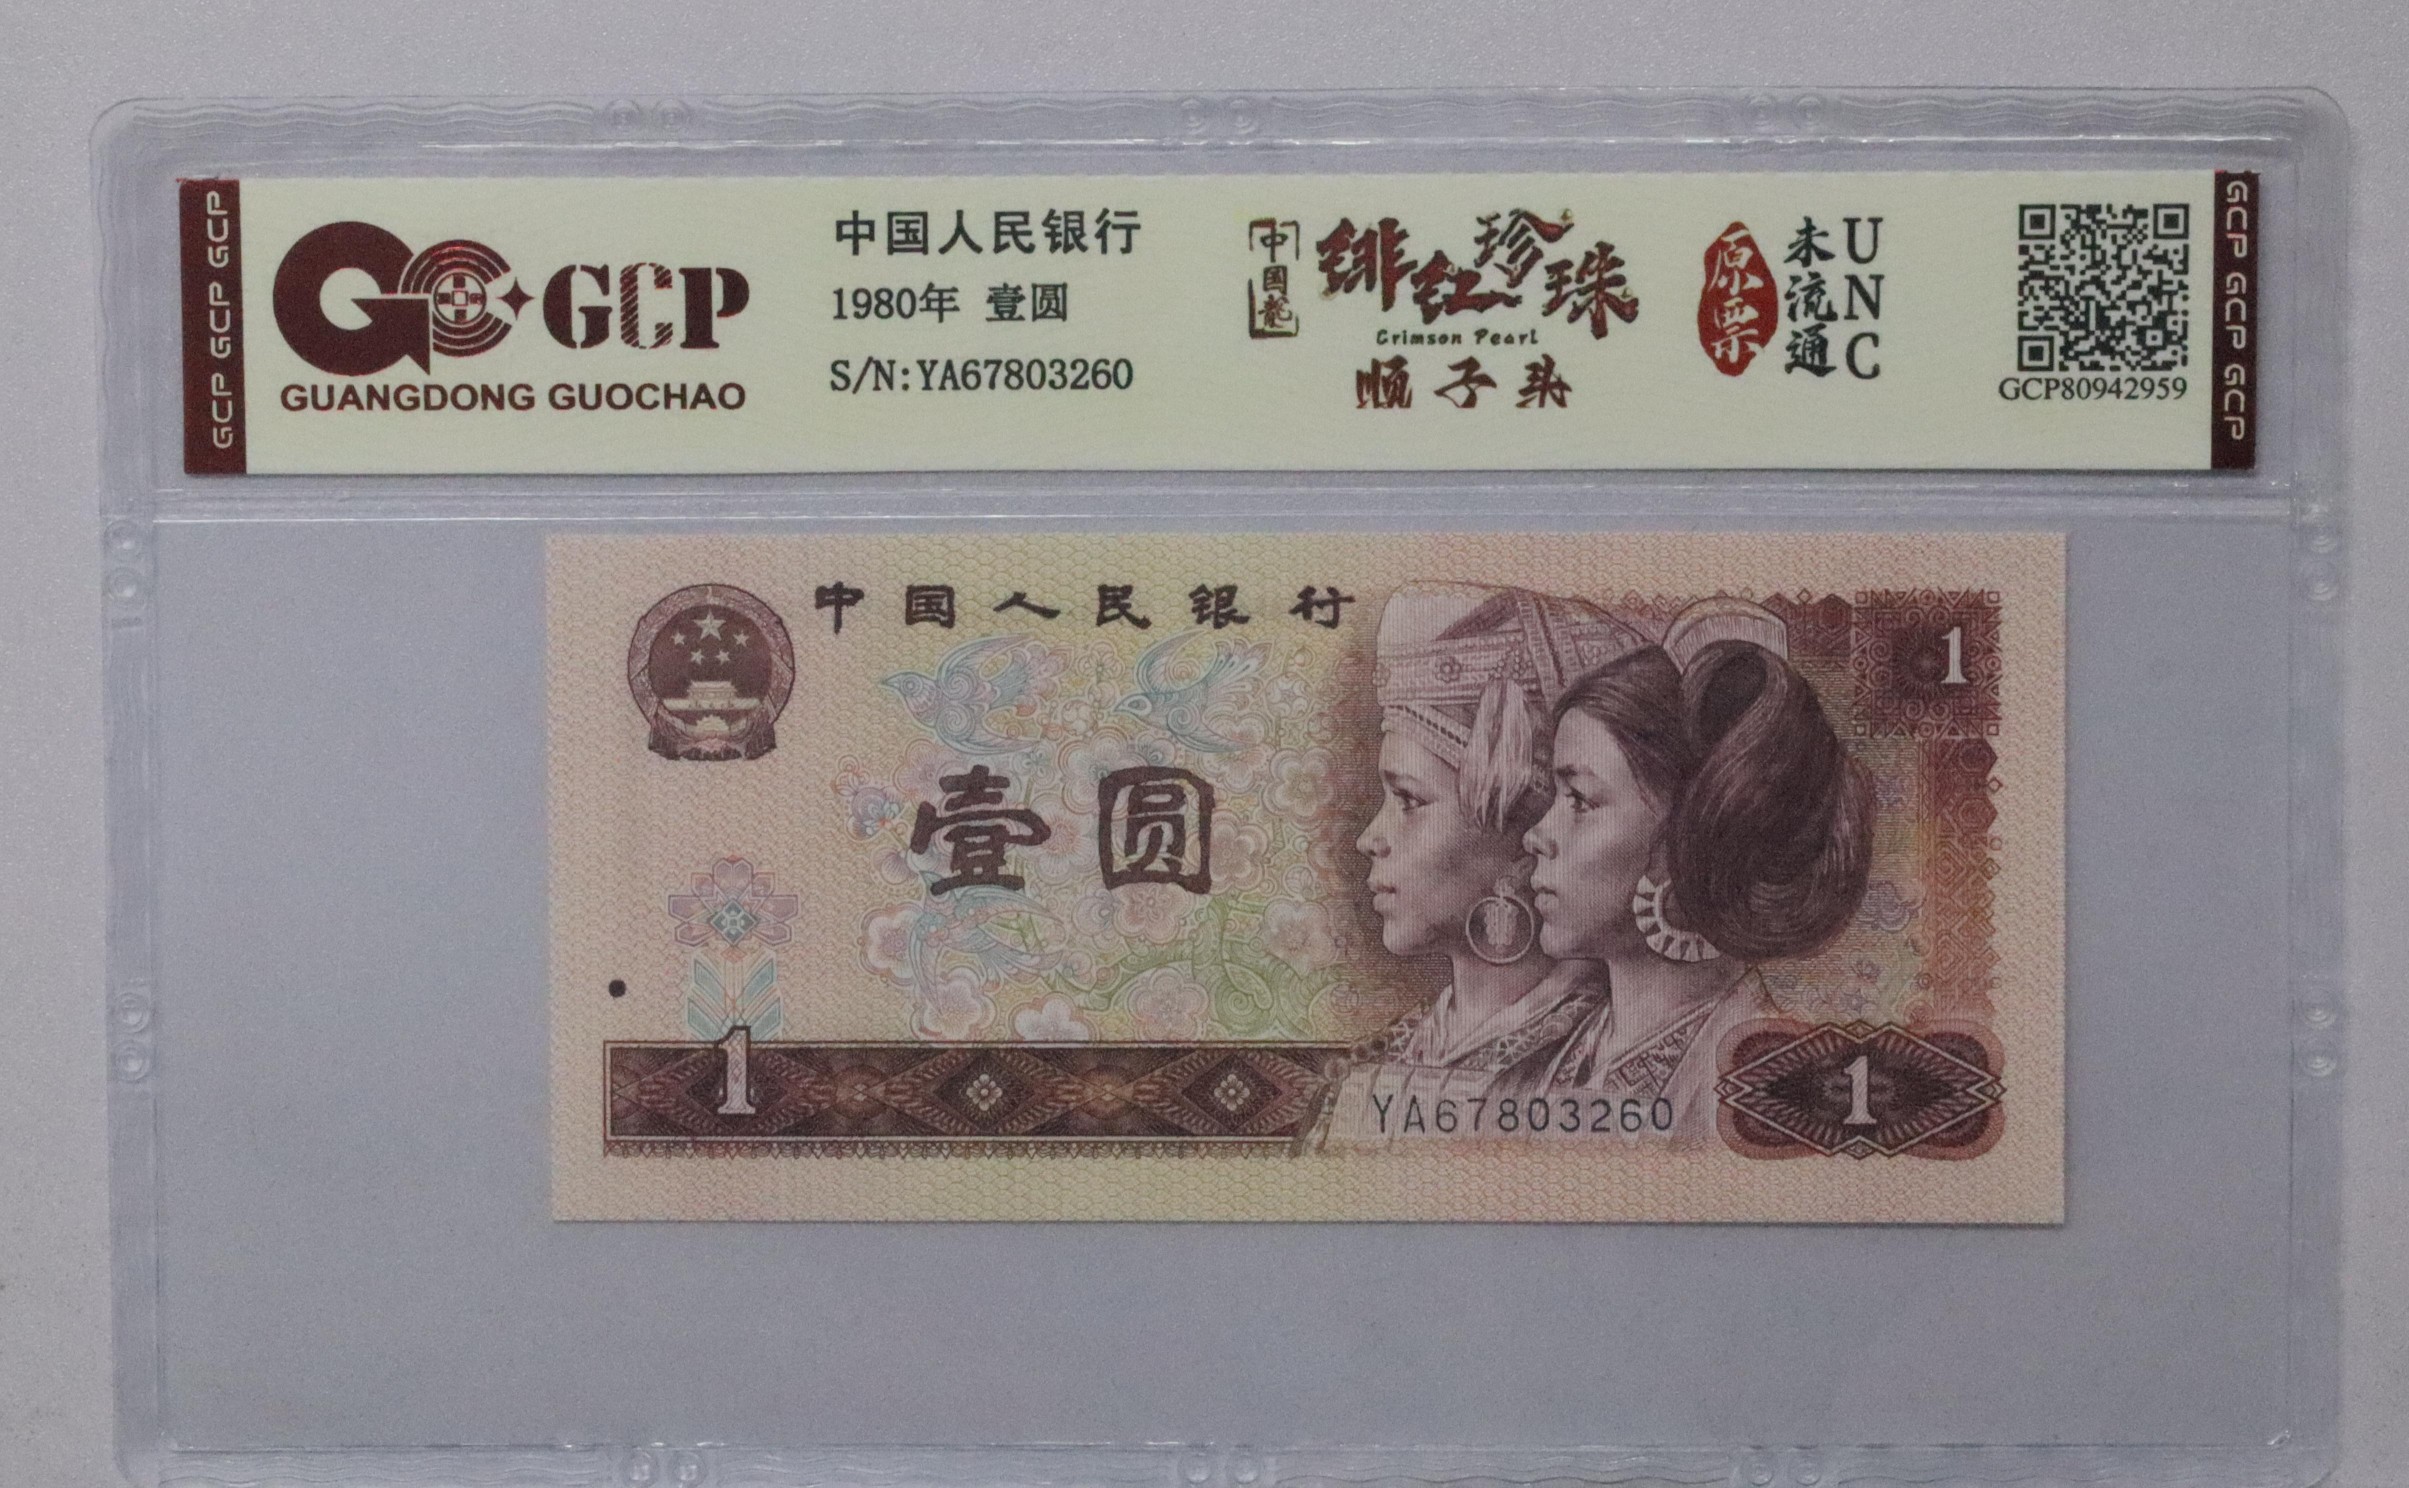 GCP GCP GCP
GCP
GUANGDONG GUOCHAO
中国人民银行
1980年 壹圆
S/N:YA67803260
中国龍
绯红珍珠
Crimson Pearl
顺子号
原票
未流通
UNC
GCP80942959
GCP GCP GCP
中国人民银行
1
壹圆
1
YA67803260
1